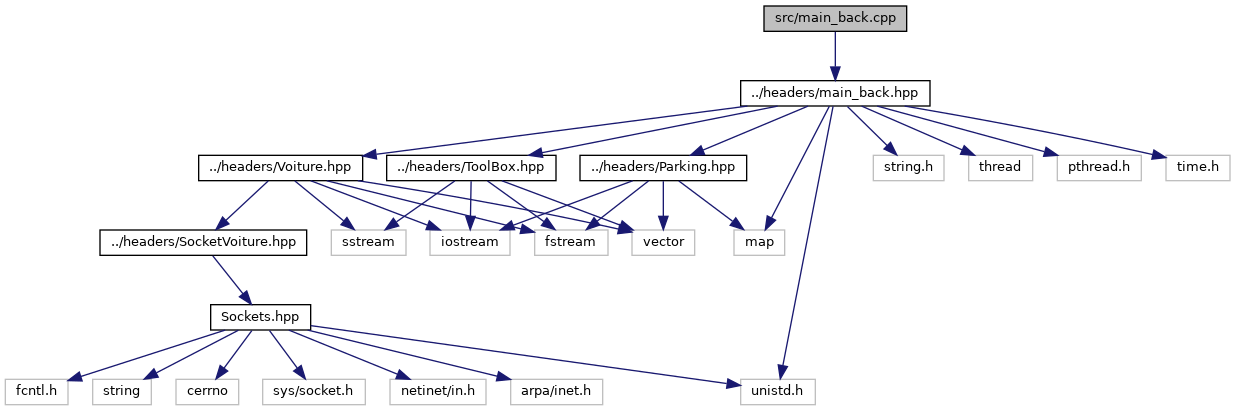 src/main_back.cpp
../headers/main_back.hpp
../headers/Voiture.hpp
../headers/ToolBox.hpp
../headers/Parking.hpp
string.h
thread
pthread.h
time.h
../headers/SocketVoiture.hpp
sstream
iostream
fstream
vector
map
Sockets.hpp
fcntl.h
string
cerrno
sys/socket.h
netinet/in.h
arpa/inet.h
unistd.h